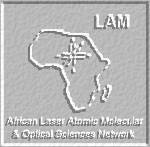 LAM
African Laser Atomic Molecular
& Optical Sciences Network